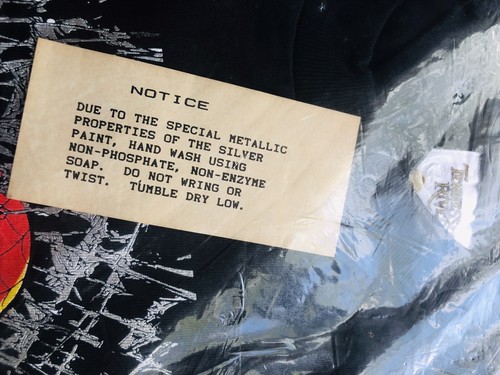 NOTICE
DUE TO THE SPECIAL METALLIC
PROPERTIES OF THE SILVER
PAINT, HAND WASH USING
NON-PHOSPHATE, NON-ENZYME
SOAP. DO NOT WRING OR
TWIST. TUMBLE DRY LOW.